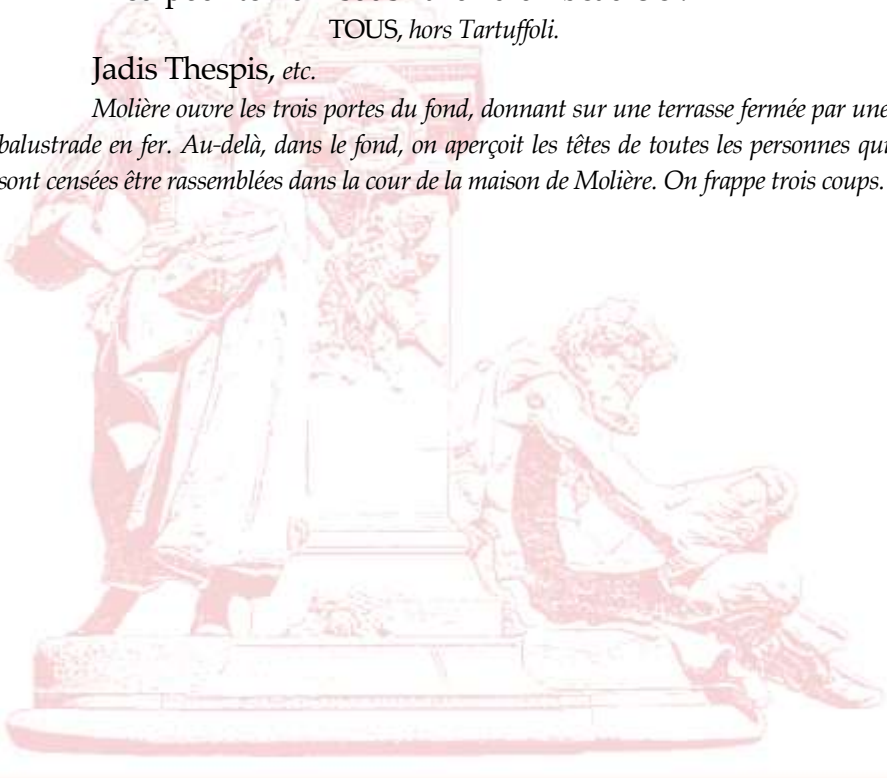 TOUS, hors Tartuffoli.
Jadis Thespis, etc.
Molière ouvre les trois portes du fond, donnant sur une terrasse fermée par une
balustrade en fer. Au-delà, dans le fond, on aperçoit les têtes de toutes les personnes qui
sont censées être rassemblées dans la cour de la maison de Molière. On frappe trois coups.